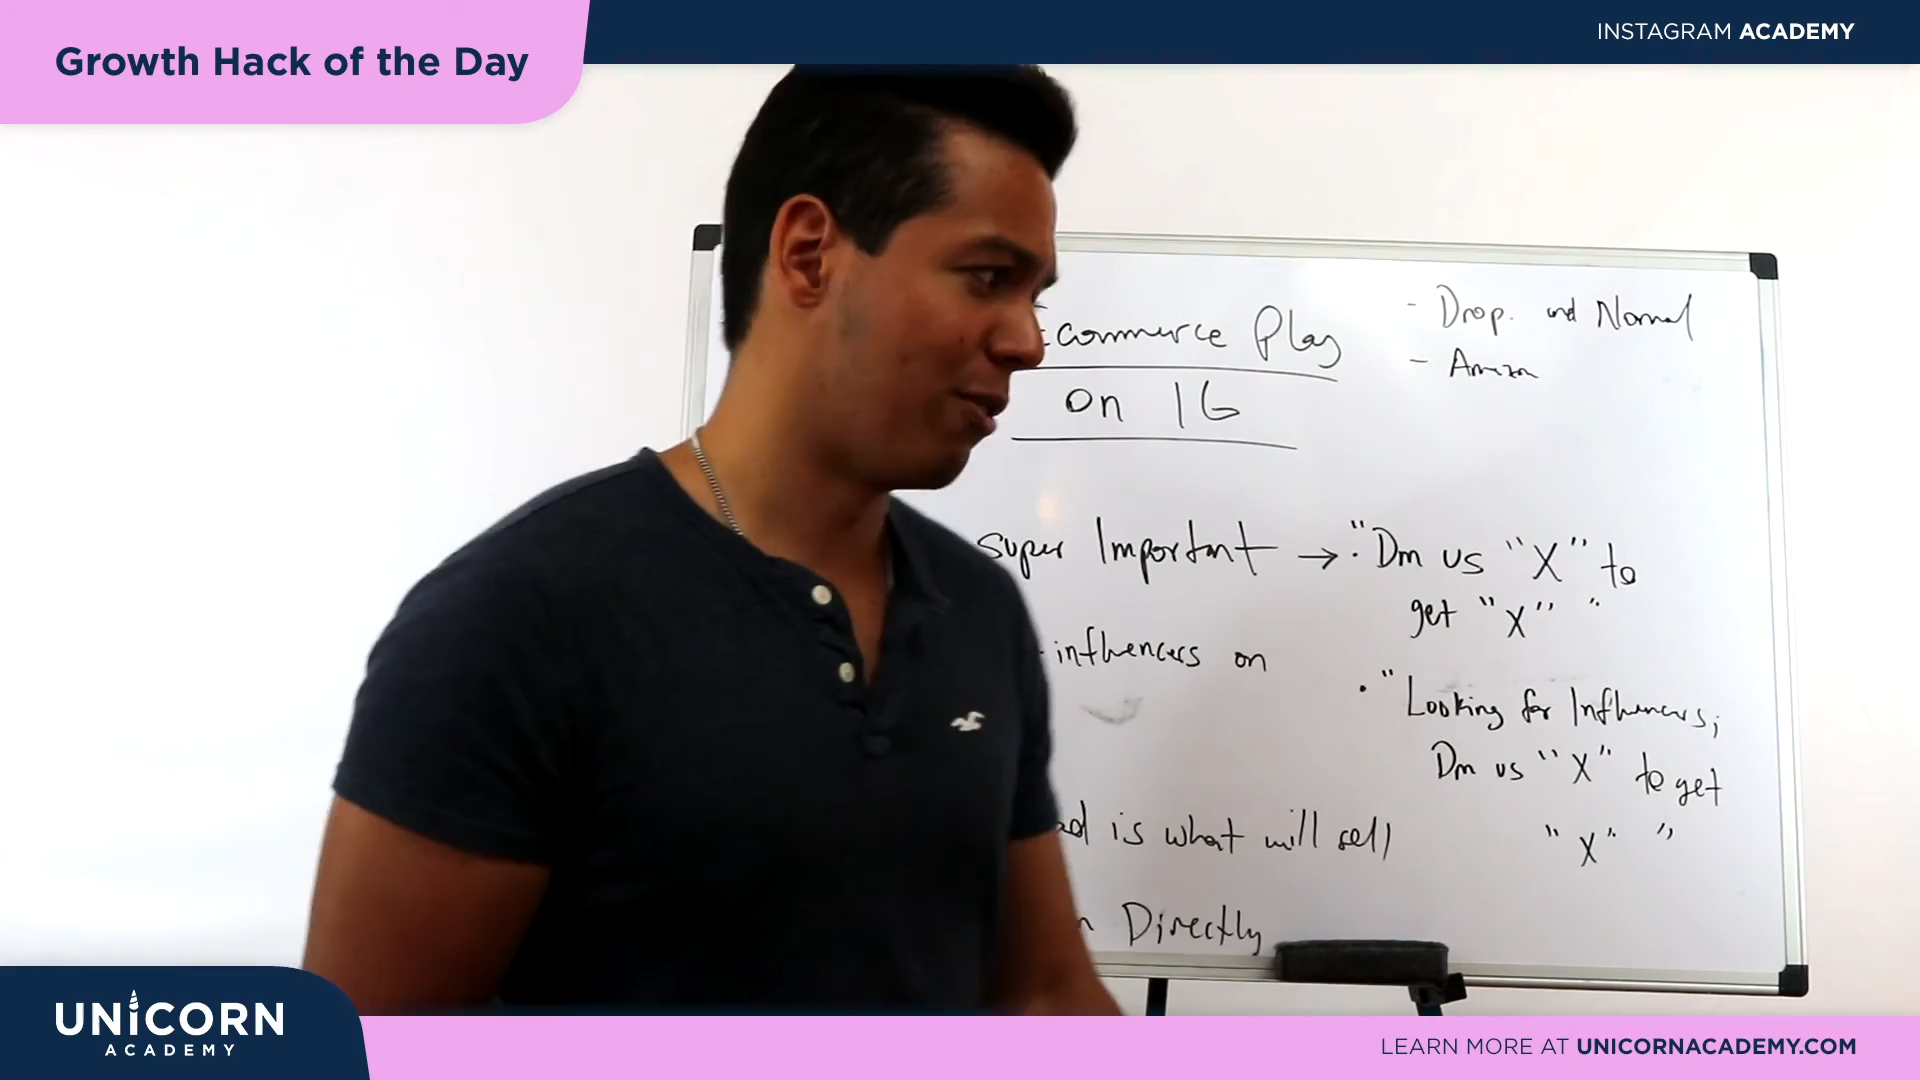 Growth Hack of the Day
INSTAGRAM ACADEMY
Ecommerce Play
on IG
- Drop. and Normal
- Amazon
super Important → ."Dm us "X" to
get "X" "
influencers on
. "Looking for Influencers;
Dm us "X" to get
"X" "
is what will sell
Directly
UNICORN
ACADEMY
LEARN MORE AT UNICORNACADEMY.COM